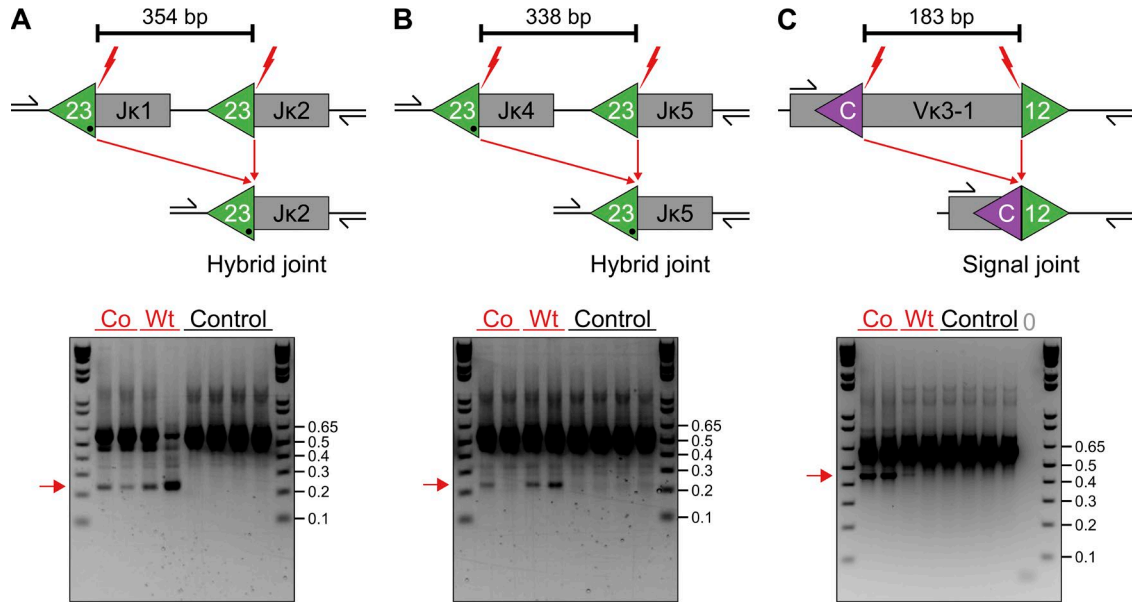 A
354 bp
23
Jκ1
23
Jκ2
23
Jκ2
Hybrid joint
Co Wt Control
0.65
0.5
0.4
0.3
0.2
0.1
B
338 bp
23
Jκ4
23
Jκ5
23
Jκ5
Hybrid joint
Co Wt Control
0.65
0.5
0.4
0.3
0.2
0.1
C
183 bp
C
Vκ3-1
12
C
12
Signal joint
Co Wt Control 0
0.65
0.5
0.4
0.3
0.2
0.1